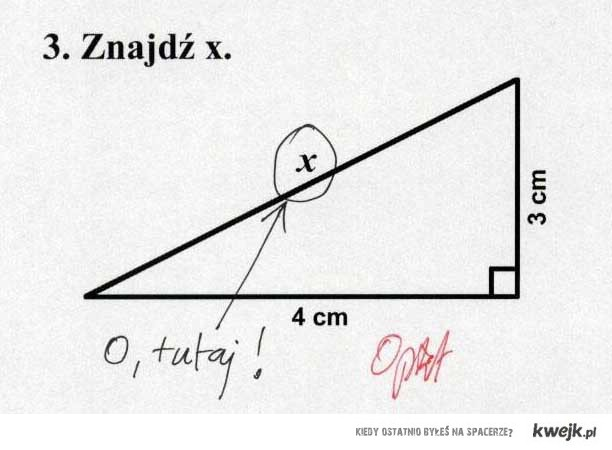 3. Znajdź x.
x
3 cm
4 cm
O, tutaj!
KIEDY OSTATNIO BYŁEŚ NA SPACERZE?
kwejk.pl